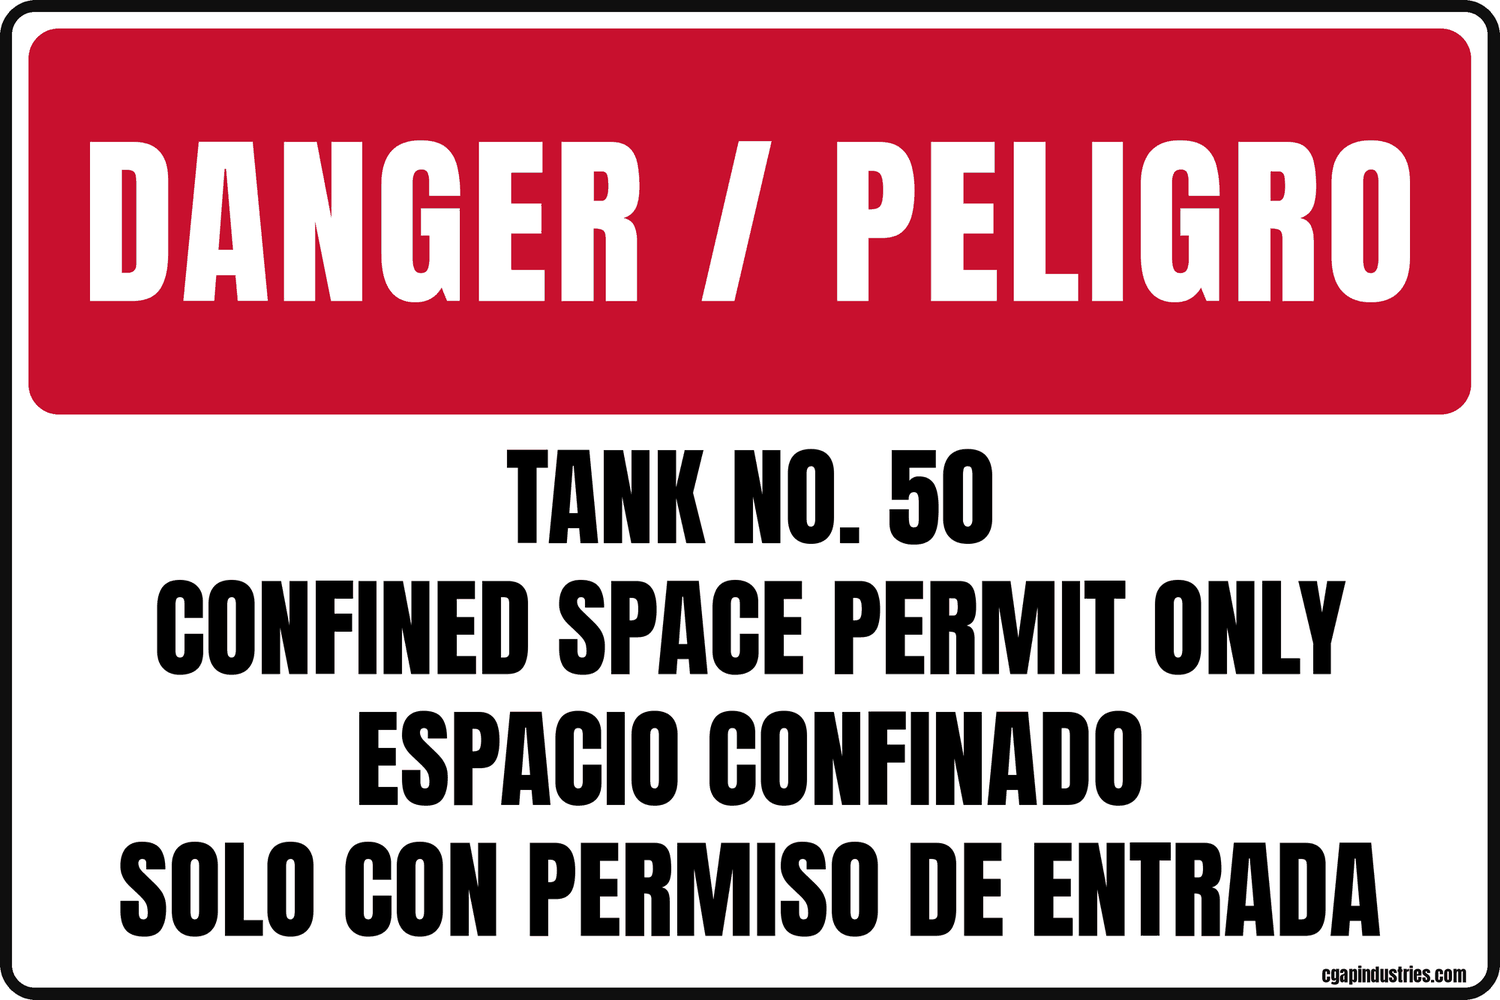 DANGER / PELIGRO
TANK NO. 50
CONFINED SPACE PERMIT ONLY
ESPACIO CONFINADO
SOLO CON PERMISO DE ENTRADA
cgapindustries.com